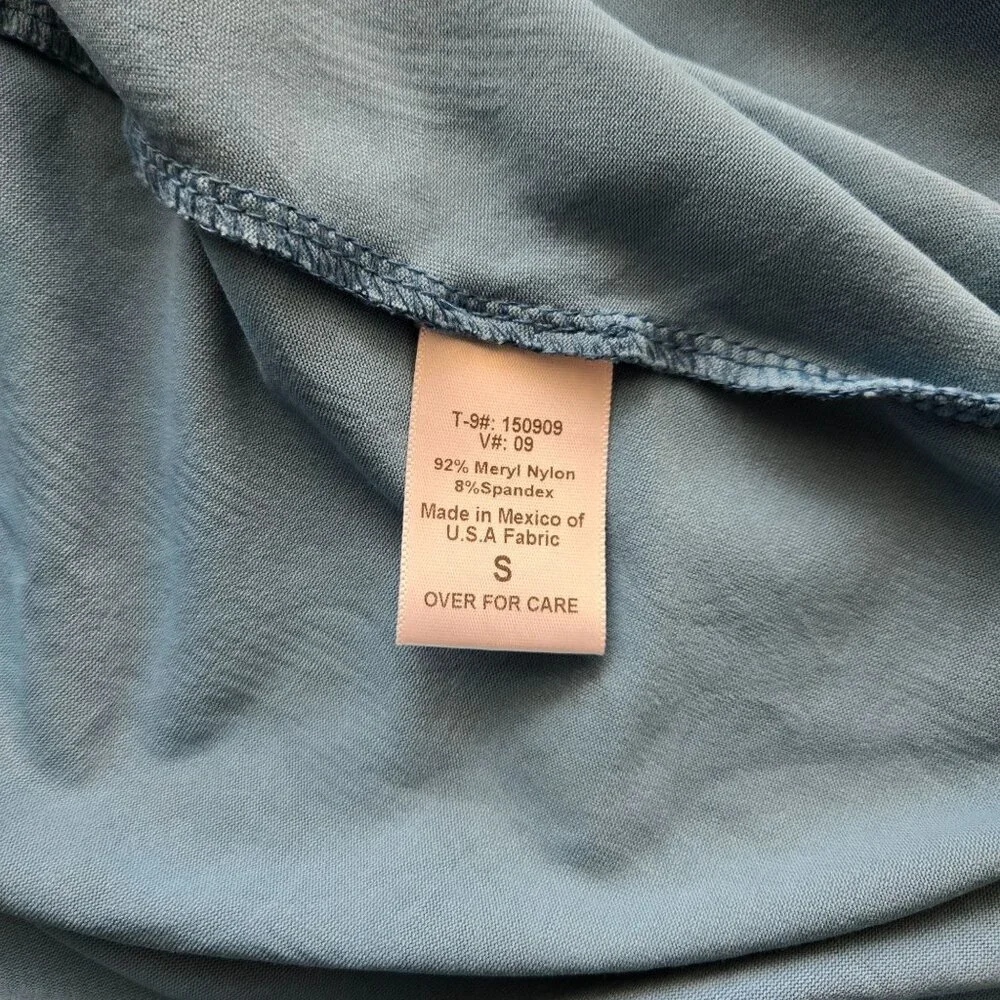 T-9#: 150909
V#: 09
92% Meryl Nylon
8%Spandex
Made in Mexico of
U.S.A Fabric
S
OVER FOR CARE